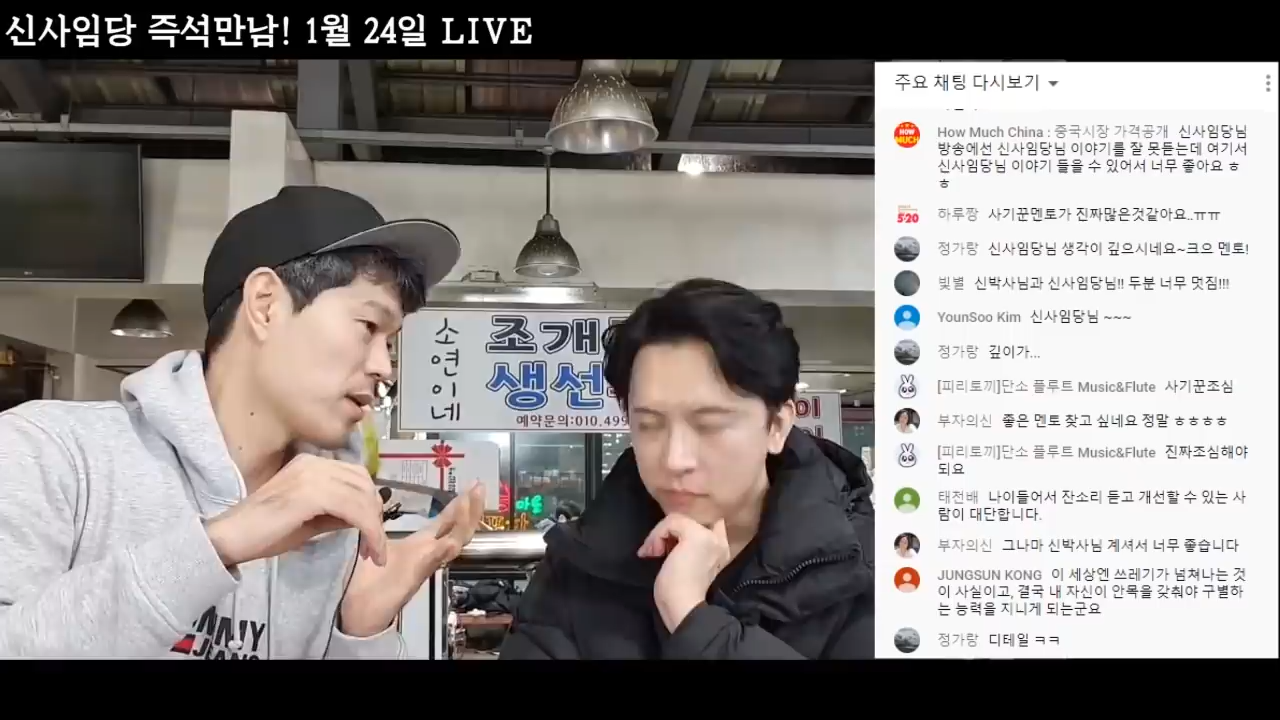 신사임당 즉석만남! 1월 24일 LIVE
주요 채팅 다시보기
How Much China : 중국시장 가격공개 신사임당님
방송에선 신사임당님 이야기를 잘 못듣는데 여기서
신사임당님 이야기 들을 수 있어서 너무 좋아요 ㅎ
ㅎ
HOW
MUCH
하루짱 사기꾼멘토가 진짜많은것같아요..ㅠㅠ
5·20
정가랑 신사임당님 생각이 깊으시네요~크으 멘토!
빛별 신박사님과 신사임당님!! 두분 너무 멋짐!!!
YounSoo Kim 신사임당님 ~~~
정가랑 깊이가...
[피리토끼]단소 플루트 Music&Flute 사기꾼조심
부자의신 좋은 멘토 찾고 싶네요 정말 ㅎㅎㅎㅎ
[피리토끼]단소 플루트 Music&Flute 진짜조심해야
되요
태전배 나이들어서 잔소리 듣고 개선할 수 있는 사
람이 대단합니다.
부자의신 그나마 신박사님 계셔서 너무 좋습니다
JUNGSUN KONG 이 세상엔 쓰레기가 넘쳐나는 것
이 사실이고, 결국 내 자신이 안목을 갖춰야 구별하
는 능력을 지니게 되는군요
정가랑 디테일 ㅋㅋ
소연이네
조개
생선
예약문의:010.499
이
마을
JEANS